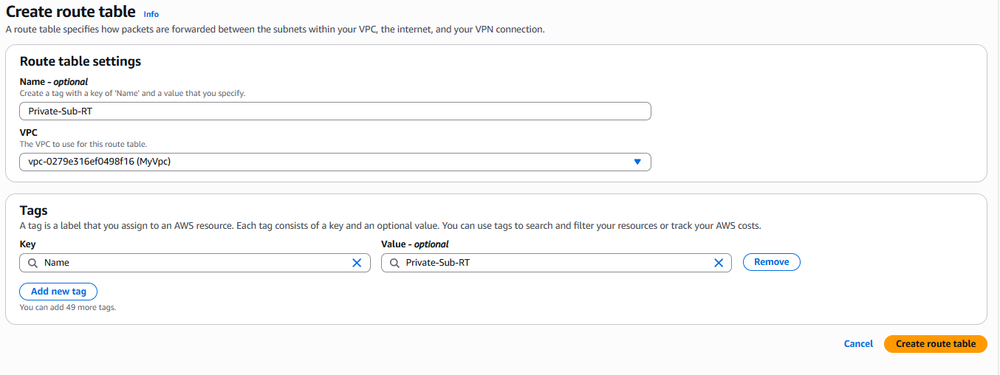 Create route table Info
A route table specifies how packets are forwarded between the subnets within your VPC, the internet, and your VPN connection.
Route table settings
Name - optional
Create a tag with a key of 'Name' and a value that you specify.
Private-Sub-RT
VPC
The VPC to use for this route table.
vpc-0279e316ef0498f16 (MyVpc)
Tags
A tag is a label that you assign to an AWS resource. Each tag consists of a key and an optional value. You can use tags to search and filter your resources or track your AWS costs.
Key Value - optional
Name Private-Sub-RT Remove
Add new tag
You can add 49 more tags.
Cancel Create route table